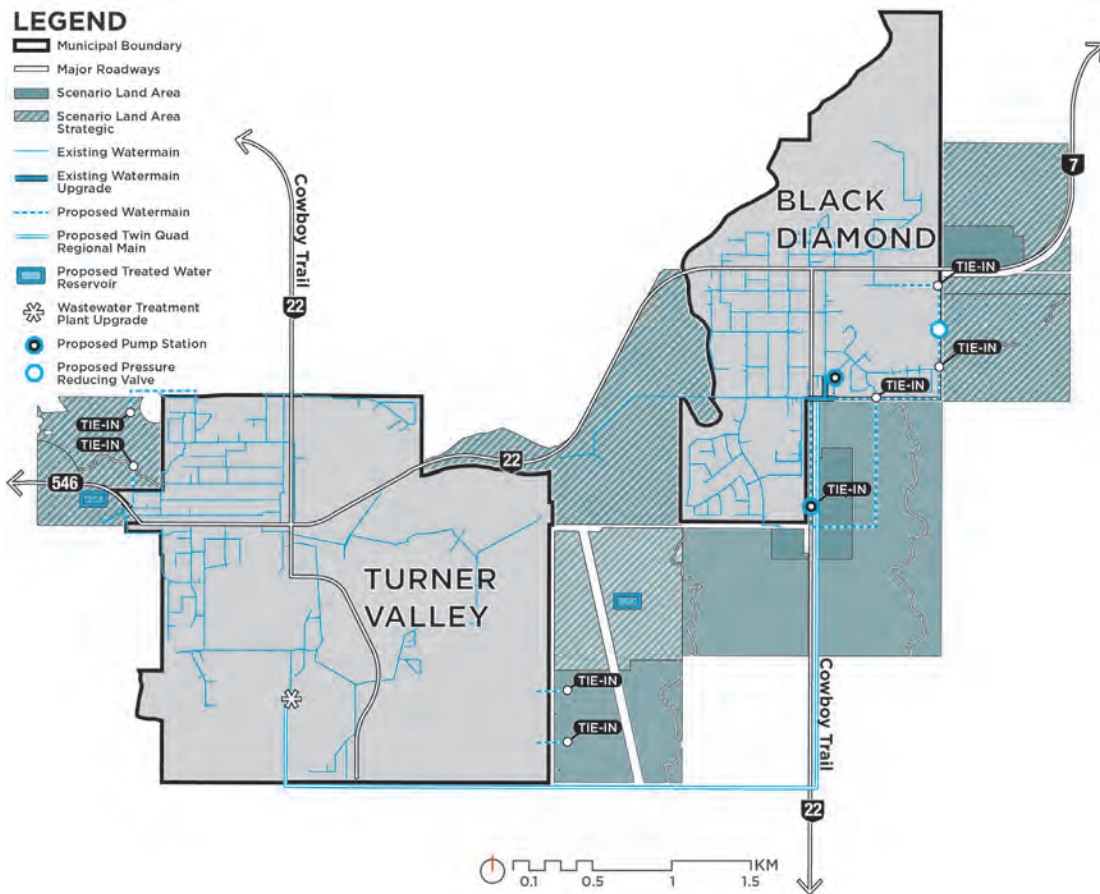 LEGEND
Municipal Boundary
Major Roadways
Scenario Land Area
Scenario Land Area
Strategic
Existing Watermain
Existing Watermain
Upgrade
Proposed Watermain
Proposed Twin Quad
Regional Main
Proposed Treated Water
Reservoir
Wastewater Treatment
Plant Upgrade
Proposed Pump Station
Proposed Pressure
Reducing Valve
Cowboy Trail
22
7
BLACK
DIAMOND
TIE-IN
TIE-IN
TIE-IN
TIE-IN
TIE-IN
22
546
TIE-IN
TURNER
VALLEY
TIE-IN
TIE-IN
Cowboy Trail
22
KM
0.1
0.5
1
1.5